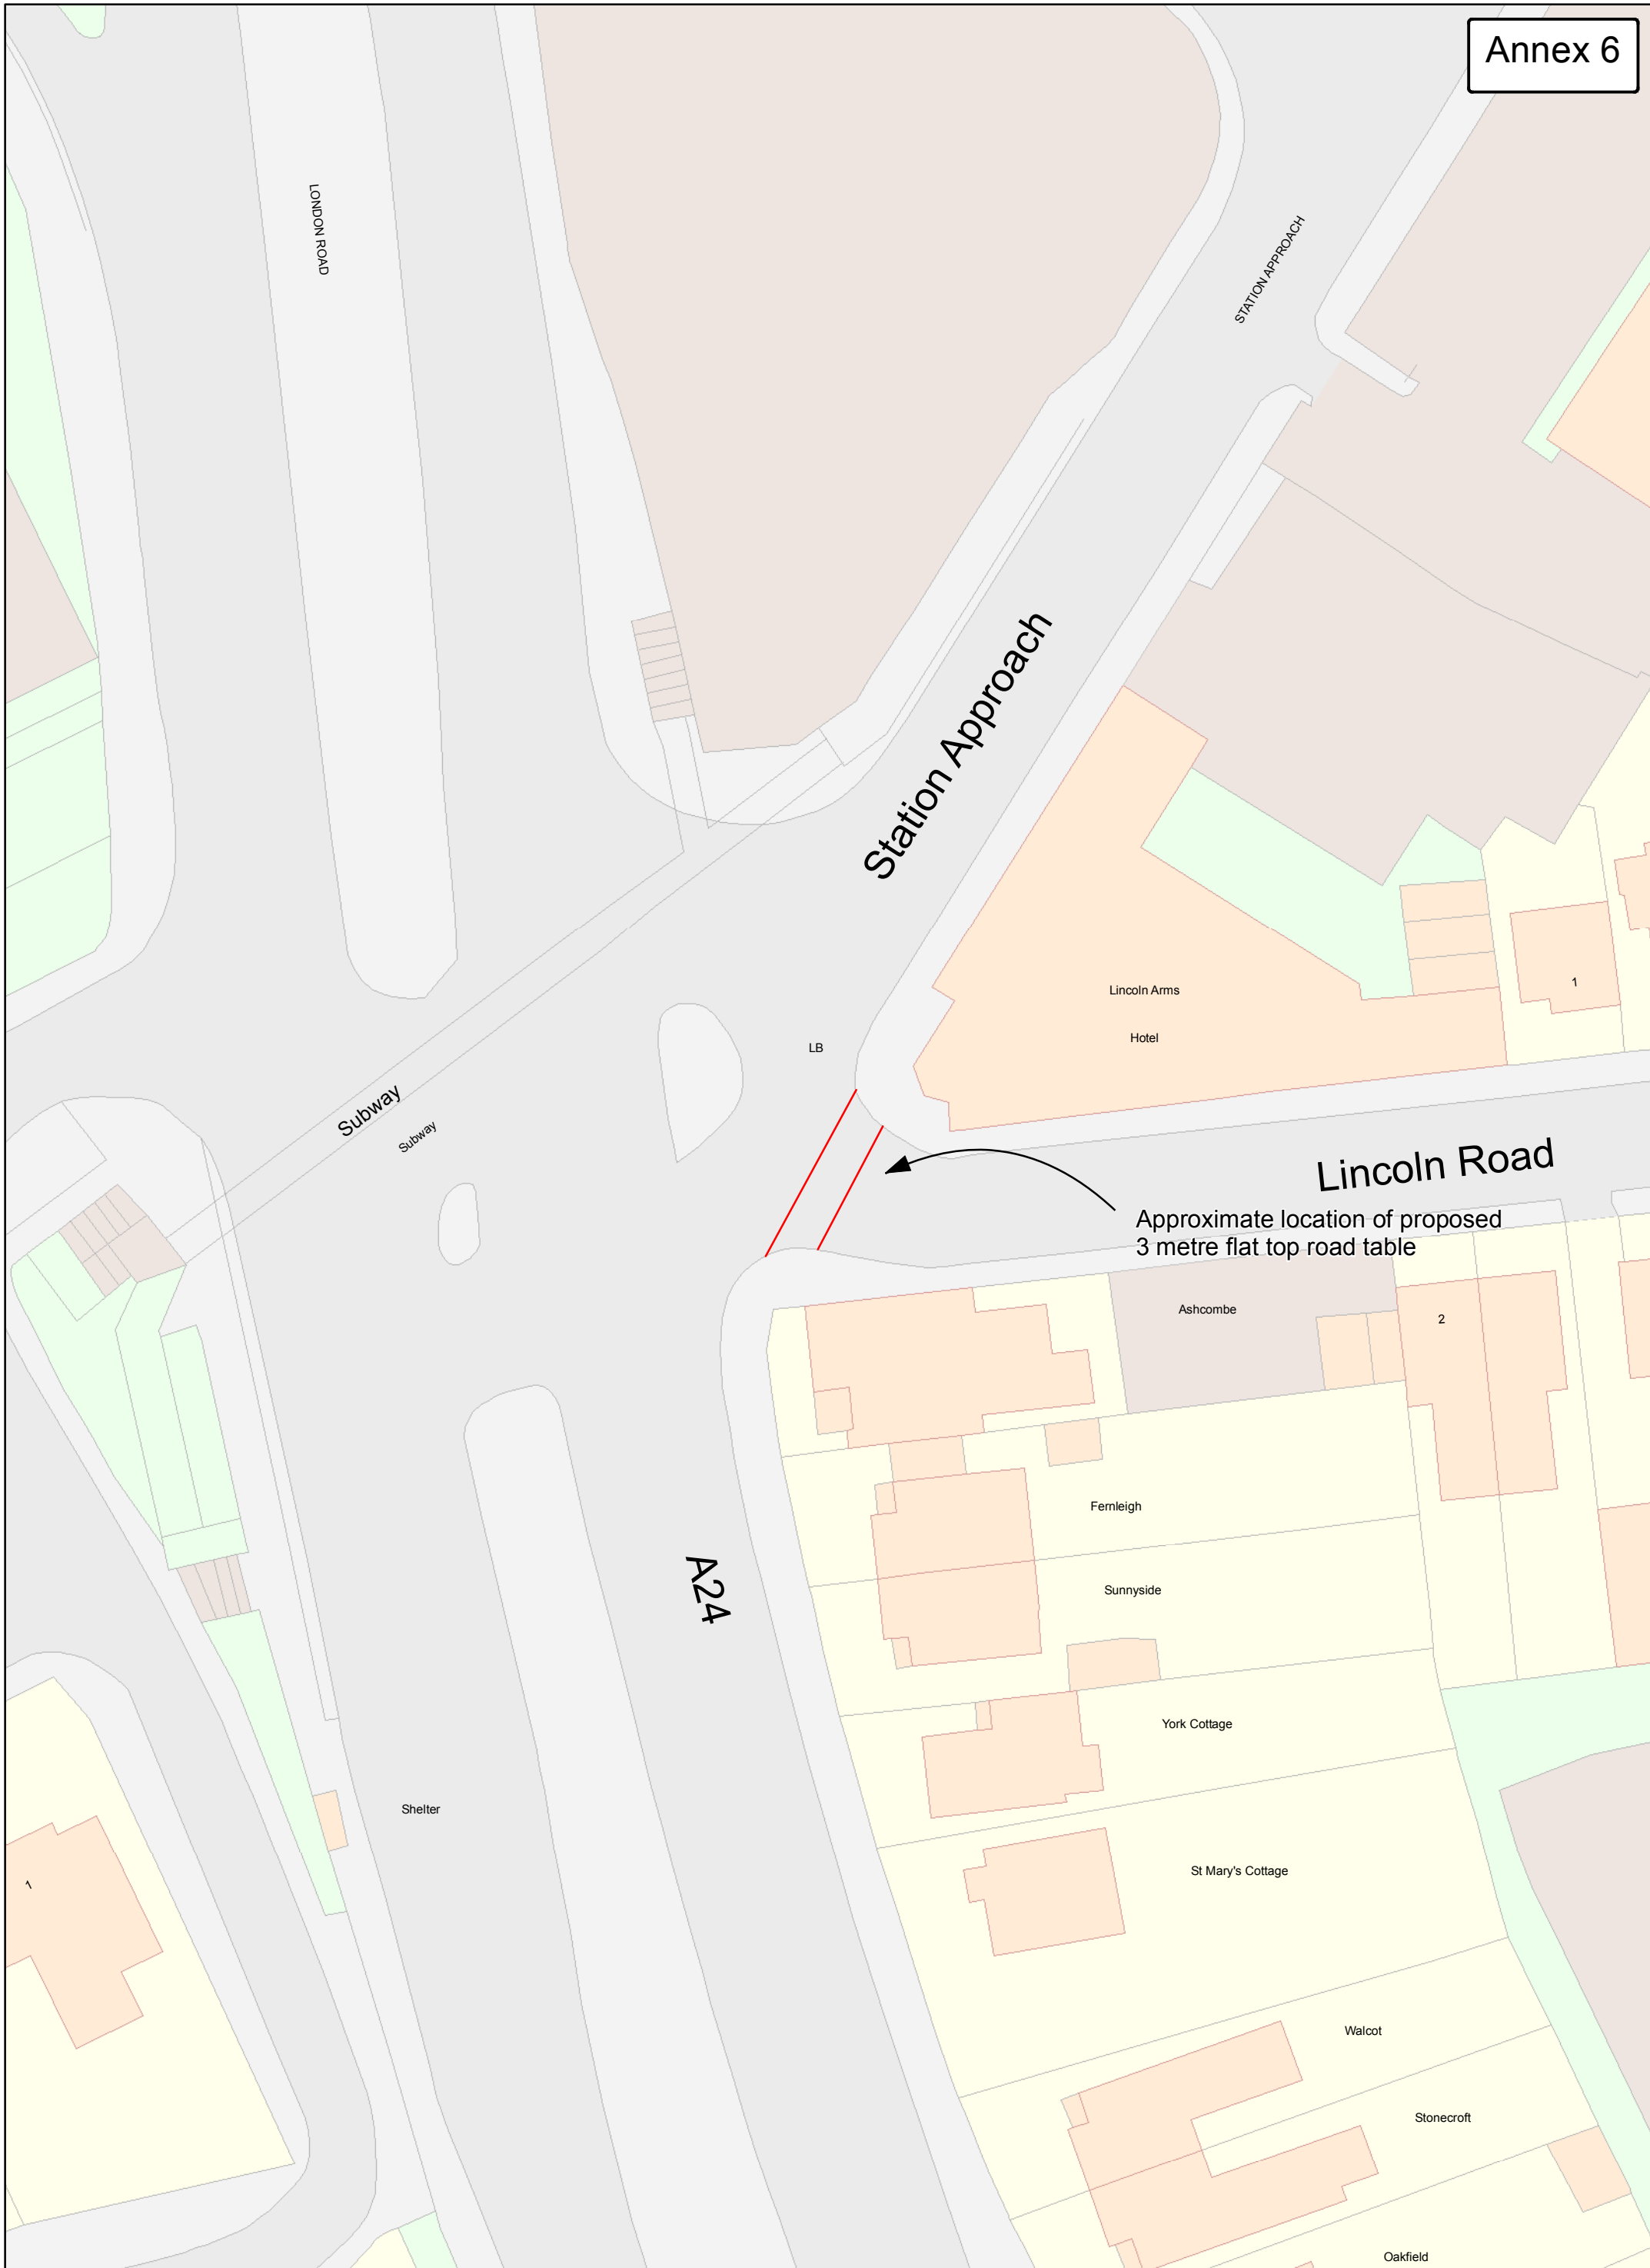 Annex 6
LONDON ROAD
STATION APPROACH
Station Approach
Lincoln Arms
Hotel
1
LB
Subway
Subway
Lincoln Road
Approximate location of proposed
3 metre flat top road table
Ashcombe
2
Fernleigh
A24
Sunnyside
York Cottage
Shelter
St Mary's Cottage
1
Walcot
Stonecroft
Oakfield